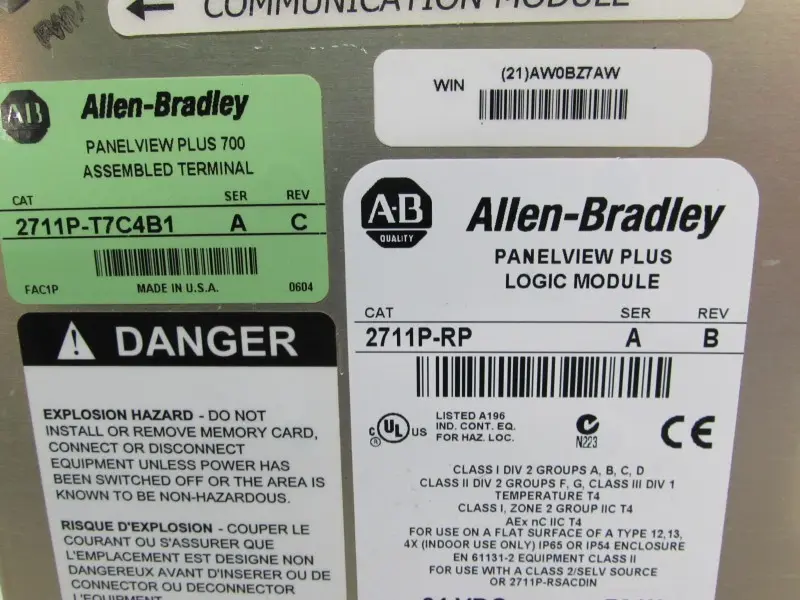 COMMUNICATION MODULE
WIN (21)AW0BZ7AW
AB Allen-Bradley
PANELVIEW PLUS 700
ASSEMBLED TERMINAL
CAT SER REV
2711P-T7C4B1 A C
FAC1P MADE IN U.S.A. 0604
DANGER
EXPLOSION HAZARD - DO NOT
INSTALL OR REMOVE MEMORY CARD,
CONNECT OR DISCONNECT
EQUIPMENT UNLESS POWER HAS
BEEN SWITCHED OFF OR THE AREA IS
KNOWN TO BE NON-HAZARDOUS.
RISQUE D'EXPLOSION - COUPER LE
COURANT OU S'ASSURER QUE
L'EMPLACEMENT EST DESIGNE NON
DANGEREUX AVANT D'INSERER OU DE
CONNECTOR OU DECONNECTOR
L'EQUIPMENT.
A-B QUALITY Allen-Bradley
PANELVIEW PLUS
LOGIC MODULE
CAT SER REV
2711P-RP A B
c UL US
LISTED A196
IND. CONT. EQ.
FOR HAZ. LOC.
N223
CE
CLASS I DIV 2 GROUPS A, B, C, D
CLASS II DIV 2 GROUPS F, G, CLASS III DIV 1
TEMPERATURE T4
CLASS I, ZONE 2 GROUP IIC T4
AEx nC IIC T4
FOR USE ON A FLAT SURFACE OF A TYPE 12,13,
4X (INDOOR USE ONLY) IP65 OR IP54 ENCLOSURE
EN 61131-2 EQUIPMENT CLASS II
FOR USE WITH A CLASS 2/SELV SOURCE
OR 2711P-RSACDIN
24 VDC